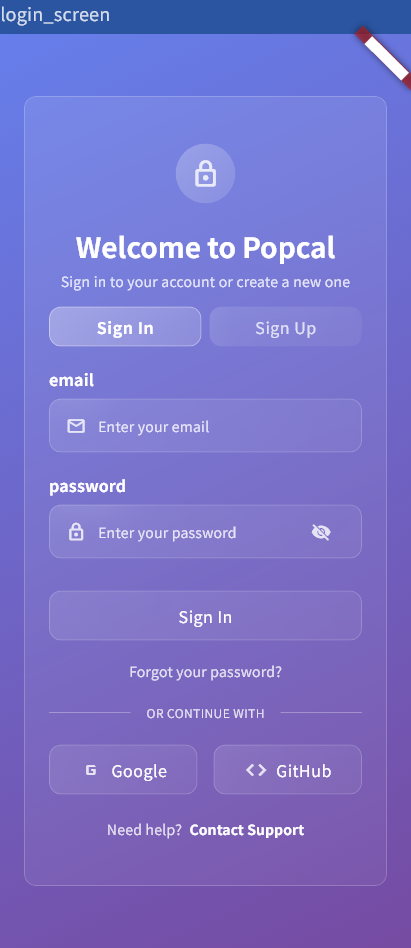 login_screen
Welcome to Popcal
Sign in to your account or create a new one
Sign In Sign Up
email
Enter your email
password
Enter your password
Sign In
Forgot your password?
OR CONTINUE WITH
G Google <> GitHub
Need help? Contact Support